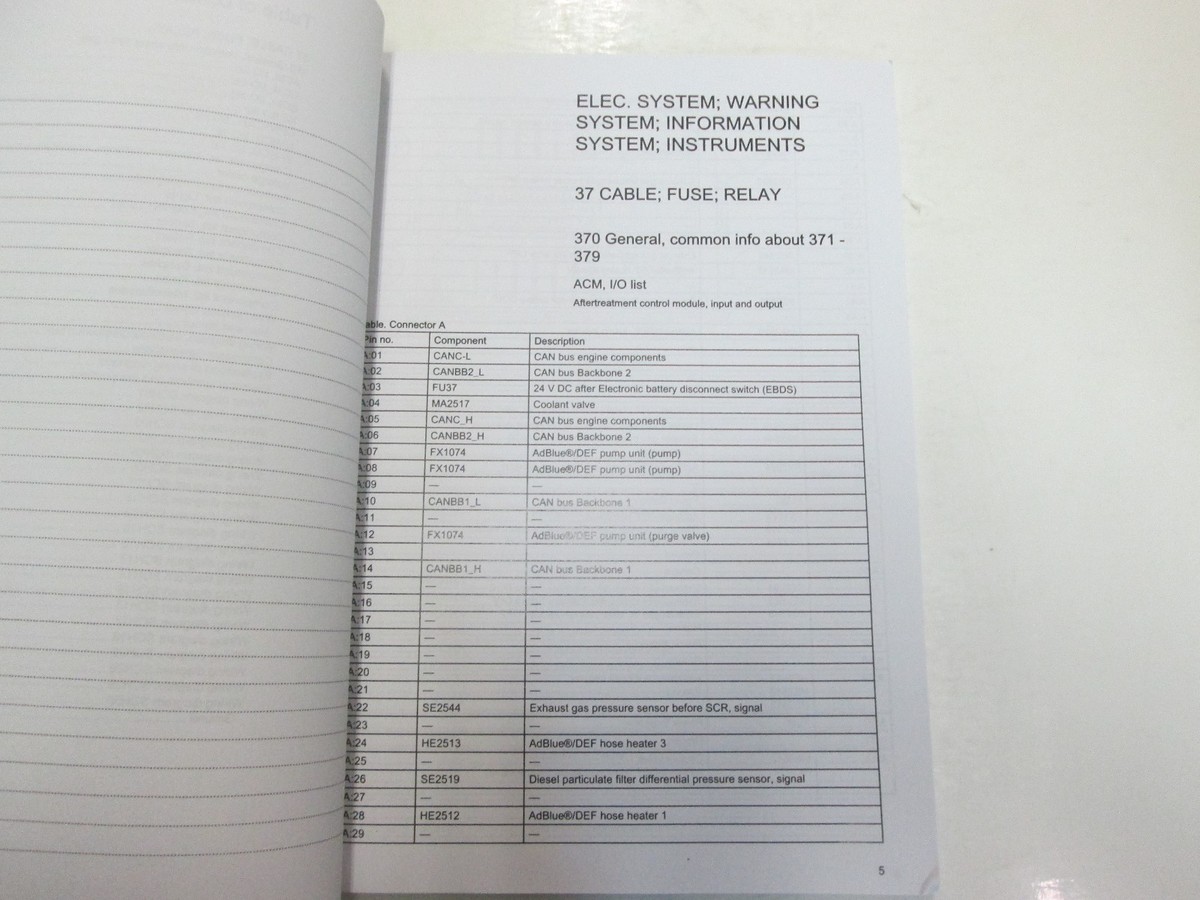 ELEC. SYSTEM; WARNING
SYSTEM; INFORMATION
SYSTEM; INSTRUMENTS
37 CABLE; FUSE; RELAY
370 General, common info about 371 -
379
ACM, I/O list
Aftertreatment control module, input and output
able. Connector A
Pin no. Component Description
A:01 CANC-L CAN bus engine components
A:02 CANBB2_L CAN bus Backbone 2
A:03 FU37 24 V DC after Electronic battery disconnect switch (EBDS)
A:04 MA2517 Coolant valve
A:05 CANC_H CAN bus engine components
A:06 CANBB2_H CAN bus Backbone 2
A:07 FX1074 AdBlue®/DEF pump unit (pump)
A:08 FX1074 AdBlue®/DEF pump unit (pump)
A:09 — —
A:10 CANBB1_L CAN bus Backbone 1
A:11 — —
A:12 FX1074 AdBlue®/DEF pump unit (purge valve)
A:13
A:14 CANBB1_H CAN bus Backbone 1
A:15 — —
A:16 — —
A:17 — —
A:18 — —
A:19 — —
A:20 — —
A:21 — —
A:22 SE2544 Exhaust gas pressure sensor before SCR, signal
A:23 — —
A:24 HE2513 AdBlue®/DEF hose heater 3
A:25 — —
A:26 SE2519 Diesel particulate filter differential pressure sensor, signal
A:27 — —
A:28 HE2512 AdBlue®/DEF hose heater 1
A:29 — —
5